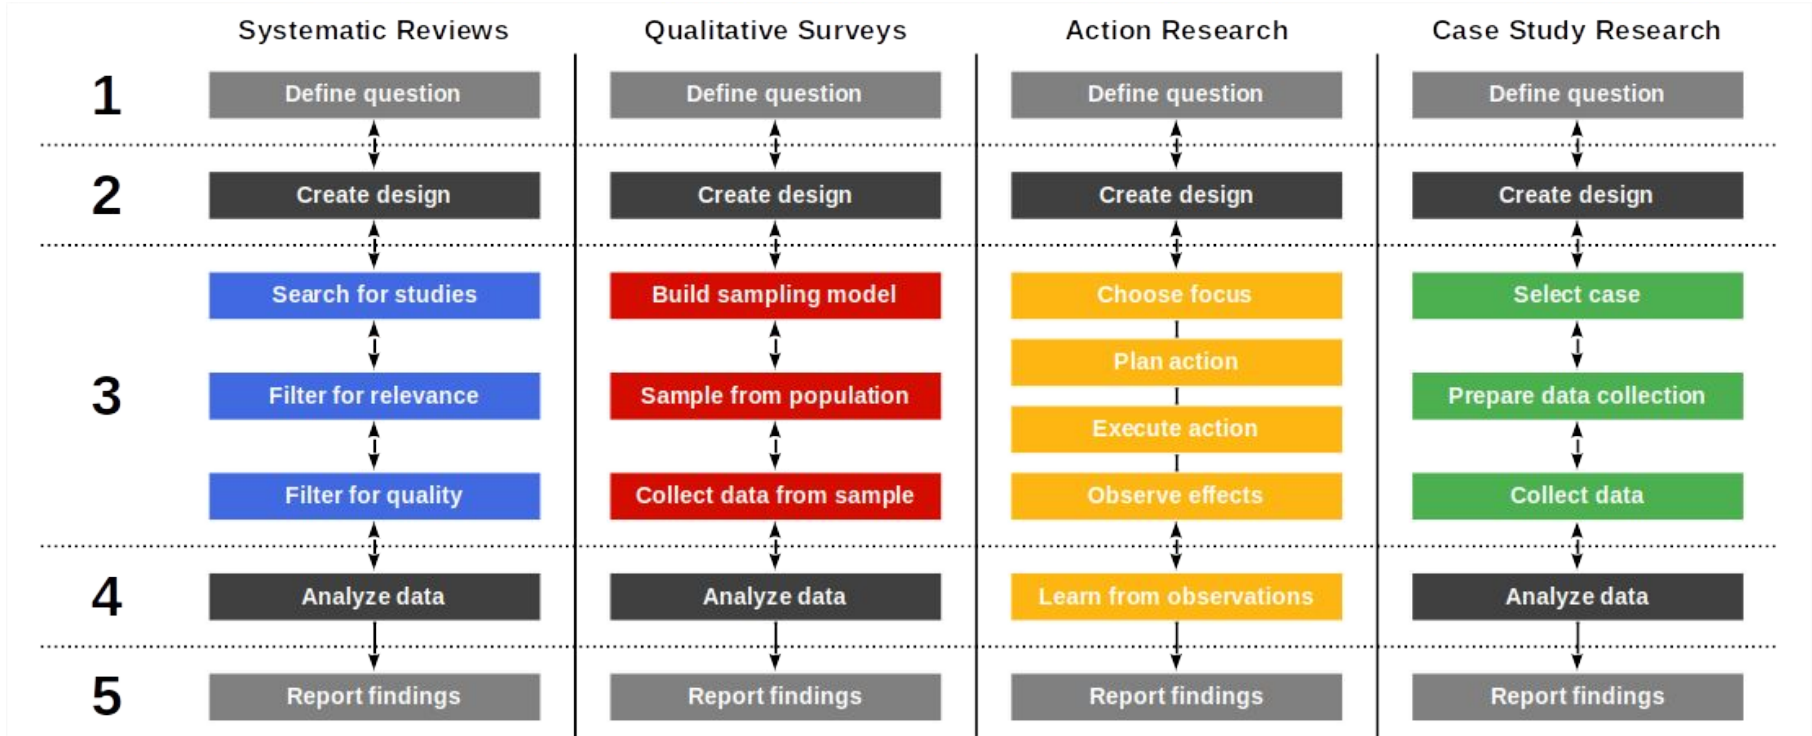 Systematic Reviews Qualitative Surveys Action Research Case Study Research
1 Define question Define question Define question Define question
2 Create design Create design Create design Create design
Search for studies Build sampling model Choose focus Select case
Plan action
3 Filter for relevance Sample from population Prepare data collection
Execute action
Filter for quality Collect data from sample Observe effects Collect data
4 Analyze data Analyze data Learn from observations Analyze data
5 Report findings Report findings Report findings Report findings